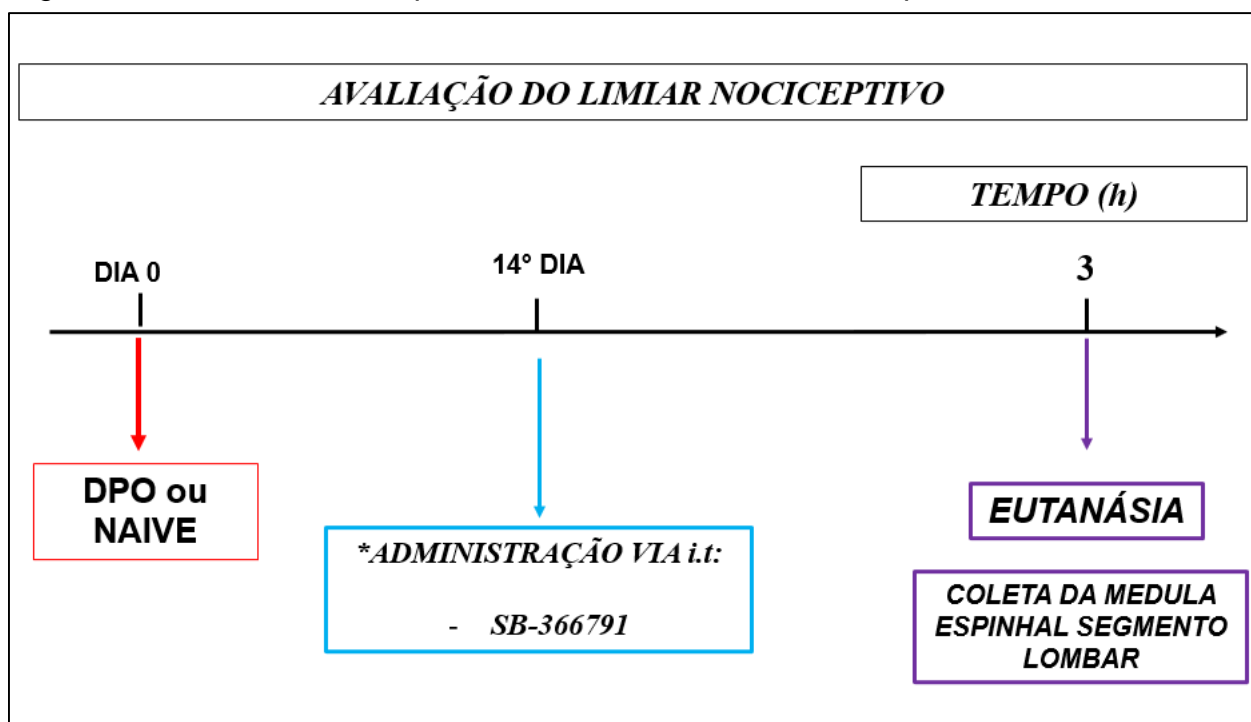 AVALIAÇÃO DO LIMIAR NOCICEPTIVO
TEMPO (h)
DIA 0
14° DIA
3
DPO ou
NAIVE
*ADMINISTRAÇÃO VIA i.t:
- SB-366791
EUTANÁSIA
COLETA DA MEDULA
ESPINHAL SEGMENTO
LOMBAR